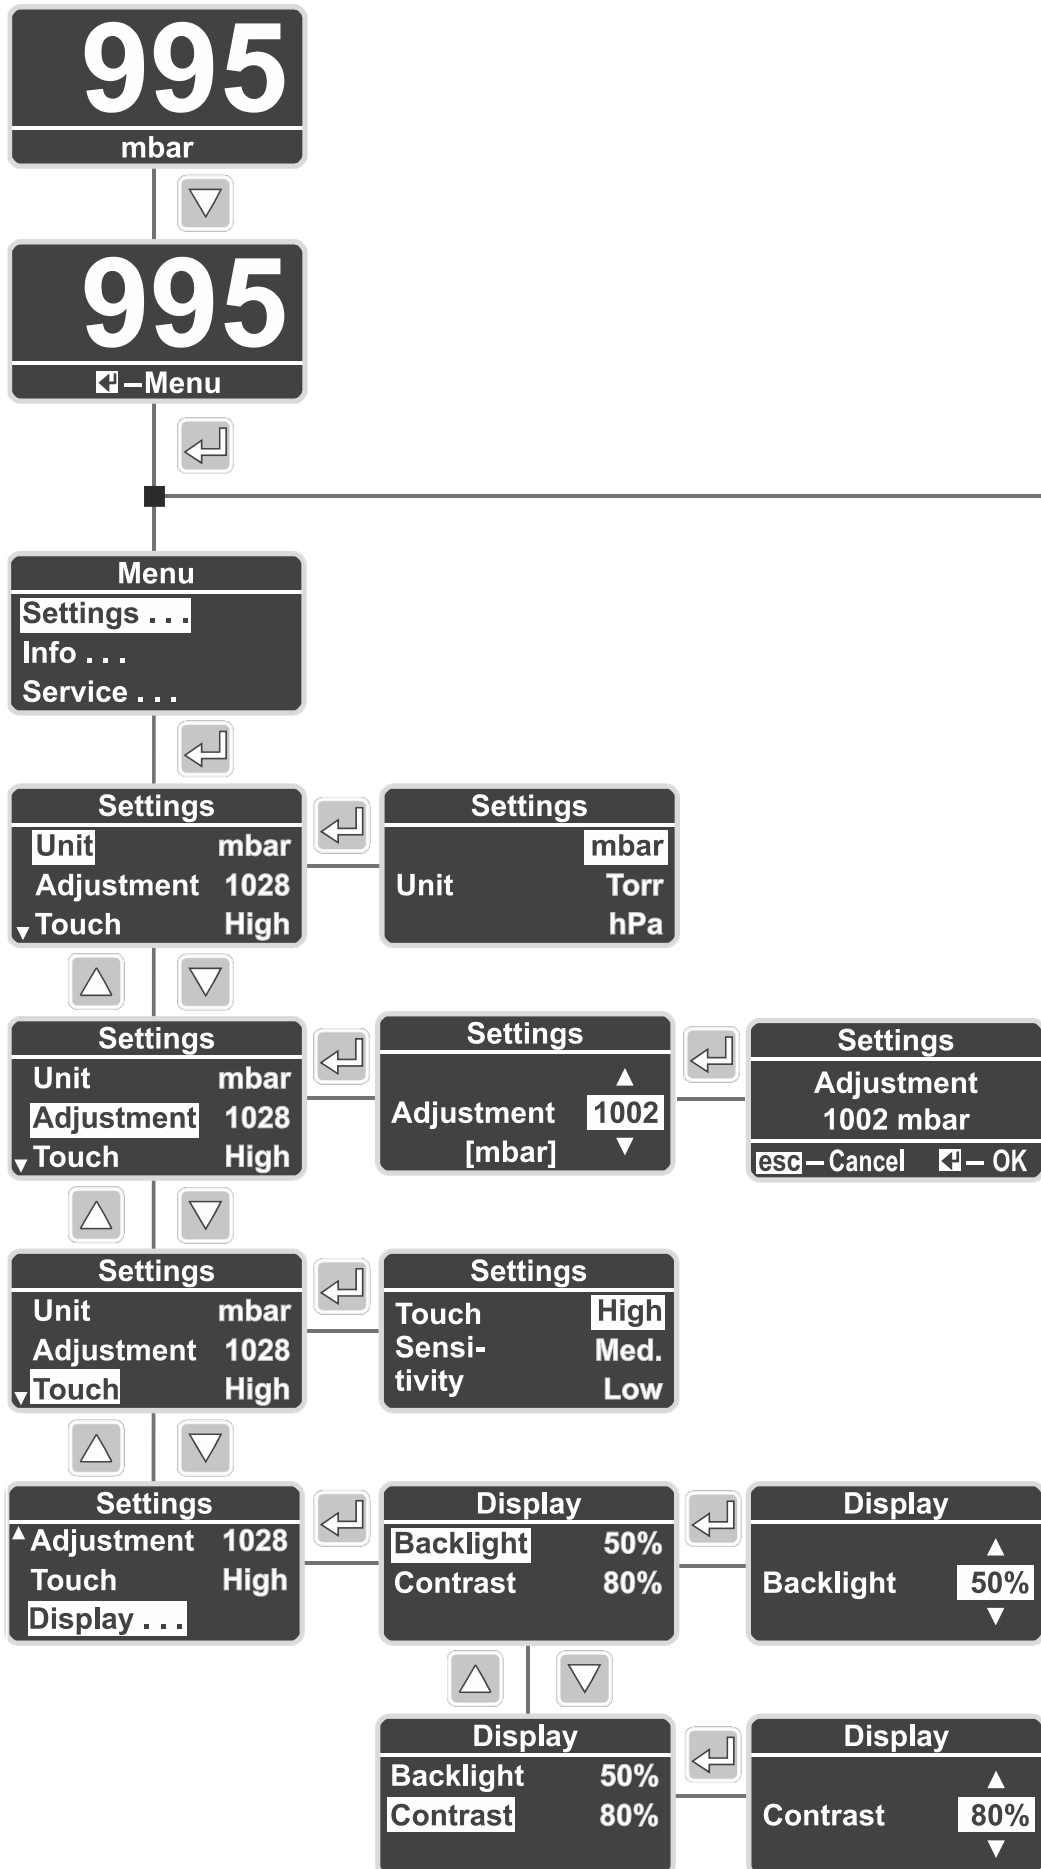 995
mbar
995
–Menu
Menu
Settings . . .
Info . . .
Service . . .
Settings
Unit mbar
Adjustment 1028
▼Touch High
Settings
mbar
Unit Torr
hPa
Settings
Unit mbar
Adjustment 1028
▼Touch High
Settings
▲
Adjustment 1002
[mbar] ▼
Settings
Adjustment
1002 mbar
esc – Cancel – OK
Settings
Unit mbar
Adjustment 1028
▼Touch High
Settings
Touch High
Sensi- Med.
tivity Low
Settings
▲Adjustment 1028
Touch High
Display . . .
Display
Backlight 50%
Contrast 80%
Display
▲
Backlight 50%
▼
Display
Backlight 50%
Contrast 80%
Display
▲
Contrast 80%
▼